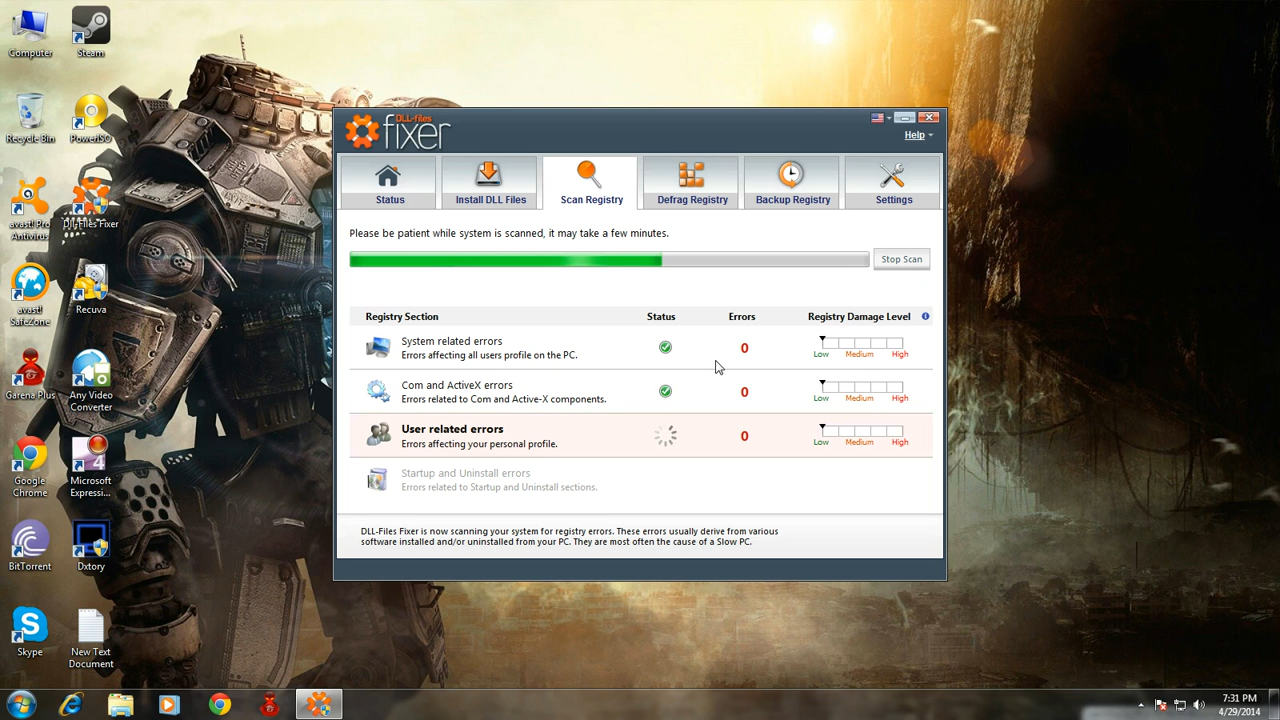 Computer
Steam
Recycle Bin
PowerISO
avast! Pro
Antivirus
DLL-Files Fixer
avast!
SafeZone
Recuva
Garena Plus
Any Video
Converter
Google
Chrome
4
Microsoft
Expressi...
BitTorrent
Dxtory
Skype
New Text
Document
DLL-files
fixer
Help
Status
Install DLL Files
Scan Registry
Defrag Registry
Backup Registry
Settings
Please be patient while system is scanned, it may take a few minutes.
Stop Scan
Registry Section
Status
Errors
Registry Damage Level
System related errors
Errors affecting all users profile on the PC.
0
Low
Medium
High
Com and ActiveX errors
Errors related to Com and Active-X components.
0
Low
Medium
High
User related errors
Errors affecting your personal profile.
0
Low
Medium
High
Startup and Uninstall errors
Errors related to Startup and Uninstall sections.
DLL-Files Fixer is now scanning your system for registry errors. These errors usually derive from various
software installed and/or uninstalled from your PC. They are most often the cause of a Slow PC.
7:31 PM
4/29/2014